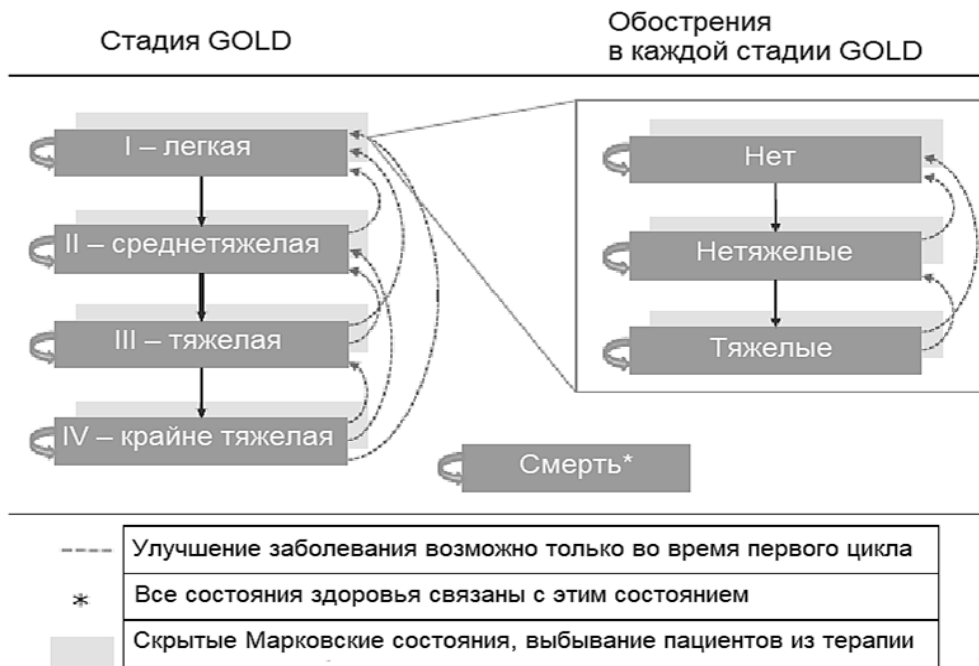 Стадия GOLD
Обострения
в каждой стадии GOLD
I – легкая
II – среднетяжелая
III – тяжелая
IV – крайне тяжелая
Нет
Нетяжелые
Тяжелые
Смерть*
Улучшение заболевания возможно только во время первого цикла
* Все состояния здоровья связаны с этим состоянием
Скрытые Марковские состояния, выбывание пациентов из терапии